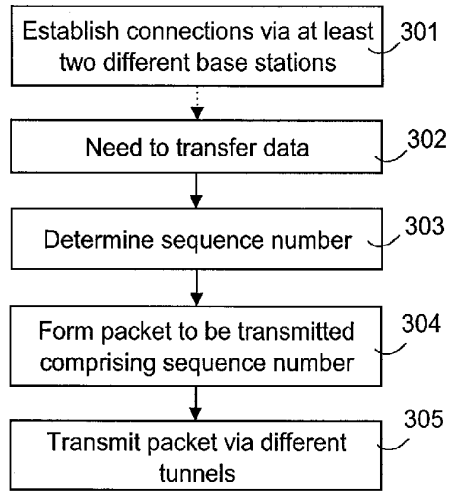 Establish connections via at least
two different base stations
301
Need to transfer data
302
Determine sequence number
303
Form packet to be transmitted
comprising sequence number
304
Transmit packet via different
tunnels
305